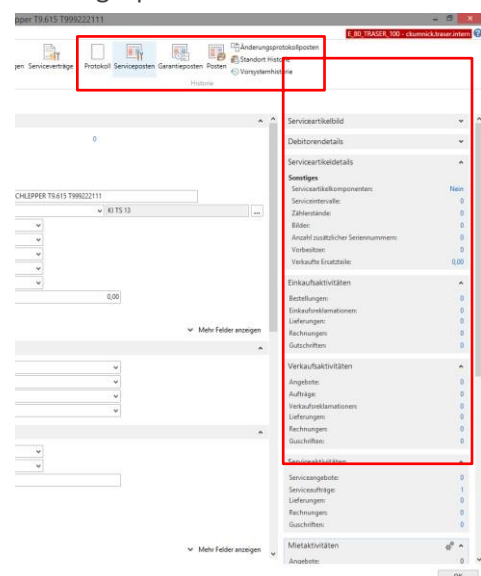 pper T9.615 T999222111
E_80_TRASER_100 - ckumnick.traser.intern
gen Serviceverträge Protokoll Serviceposten Garantieposten Posten
Änderungsprotokollposten
Standort Historie
Vorsystemhistorie
Historie
0
CHLEPPER T9.615 T999222111
KI TS 13
...
0,00
Mehr Felder anzeigen
Mehr Felder anzeigen
Serviceartikelbild
Debitorendetails
Serviceartikeldetails
Sonstiges
Serviceartikelkomponenten: Nein
Serviceintervalle: 0
Zählerstände: 0
Bilder: 0
Anzahl zusätzlicher Seriennummern: 0
Vorbesitzer: 0
Verkaufte Ersatzteile: 0,00
Einkaufsaktivitäten
Bestellungen: 0
Einkaufsreklamationen: 0
Lieferungen: 0
Rechnungen: 0
Gutschriften: 0
Verkaufsaktivitäten
Angebote: 0
Aufträge: 0
Verkaufsreklamationen: 0
Lieferungen: 0
Rechnungen: 0
Guschriften: 0
Serviceaktivitäten
Serviceangebote: 0
Serviceaufträge: 1
Lieferungen: 0
Rechnungen: 0
Guschriften: 0
Mietaktivitäten
Angebote: 0
OK